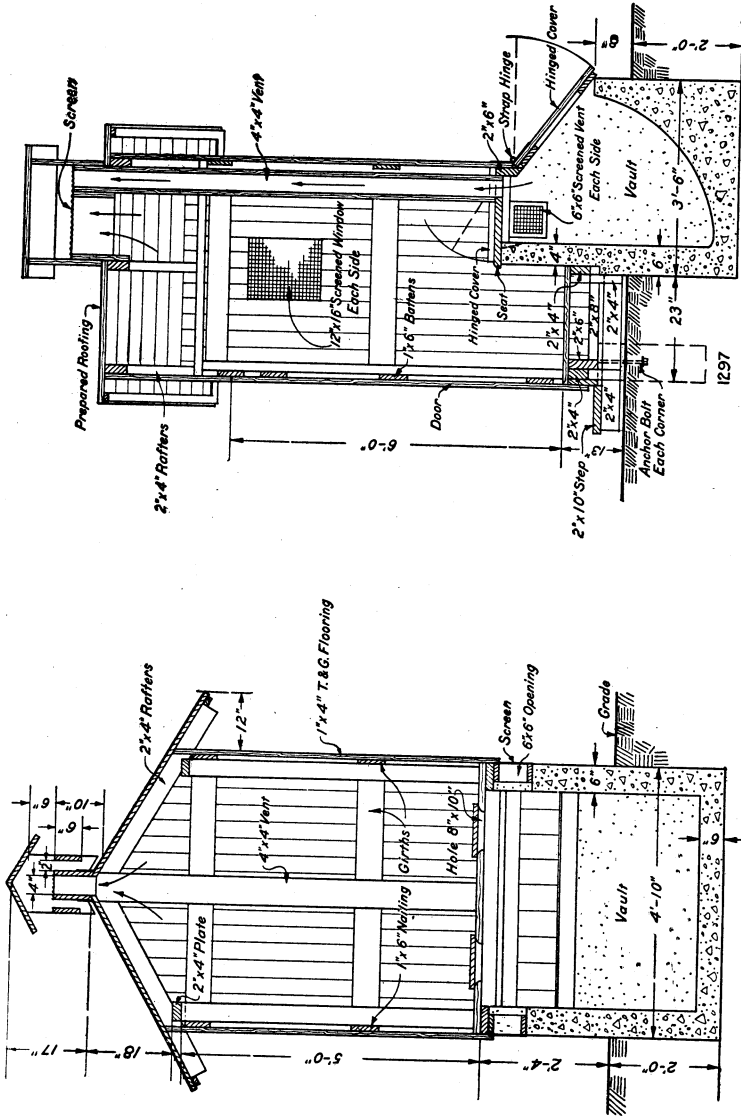 Screen
4"x4" Vent
Prepared Roofing
2"x4" Rafters
12"x16" Screened Window
Each Side
1"x6" Battens
6'-0"
Door
Hinged Cover
Seat
2"x6"
Strap Hinge
Hinged Cover
8"
2'-0"
6"x6" Screened Vent
Each Side
Vault
3'-6"
4"
6"
2"x4"
2"x6"
2"x8"
2"x4"
23"
2"x4"
2"x4"
2"x10" Step
13"
Anchor Bolt
Each Corner
1297
2"x4" Rafters
12"
1"x4" T.&G. Flooring
6"
10"
6"
2"
4"
17"
18"
5'-0"
2'-4"
2'-0"
2"x4" Plate
4"x4" Vent
1"x6" Nailing Girths
Hole 8"x10"
Screen
6"x6" Opening
Grade
6"
Vault
4'-10"
6"